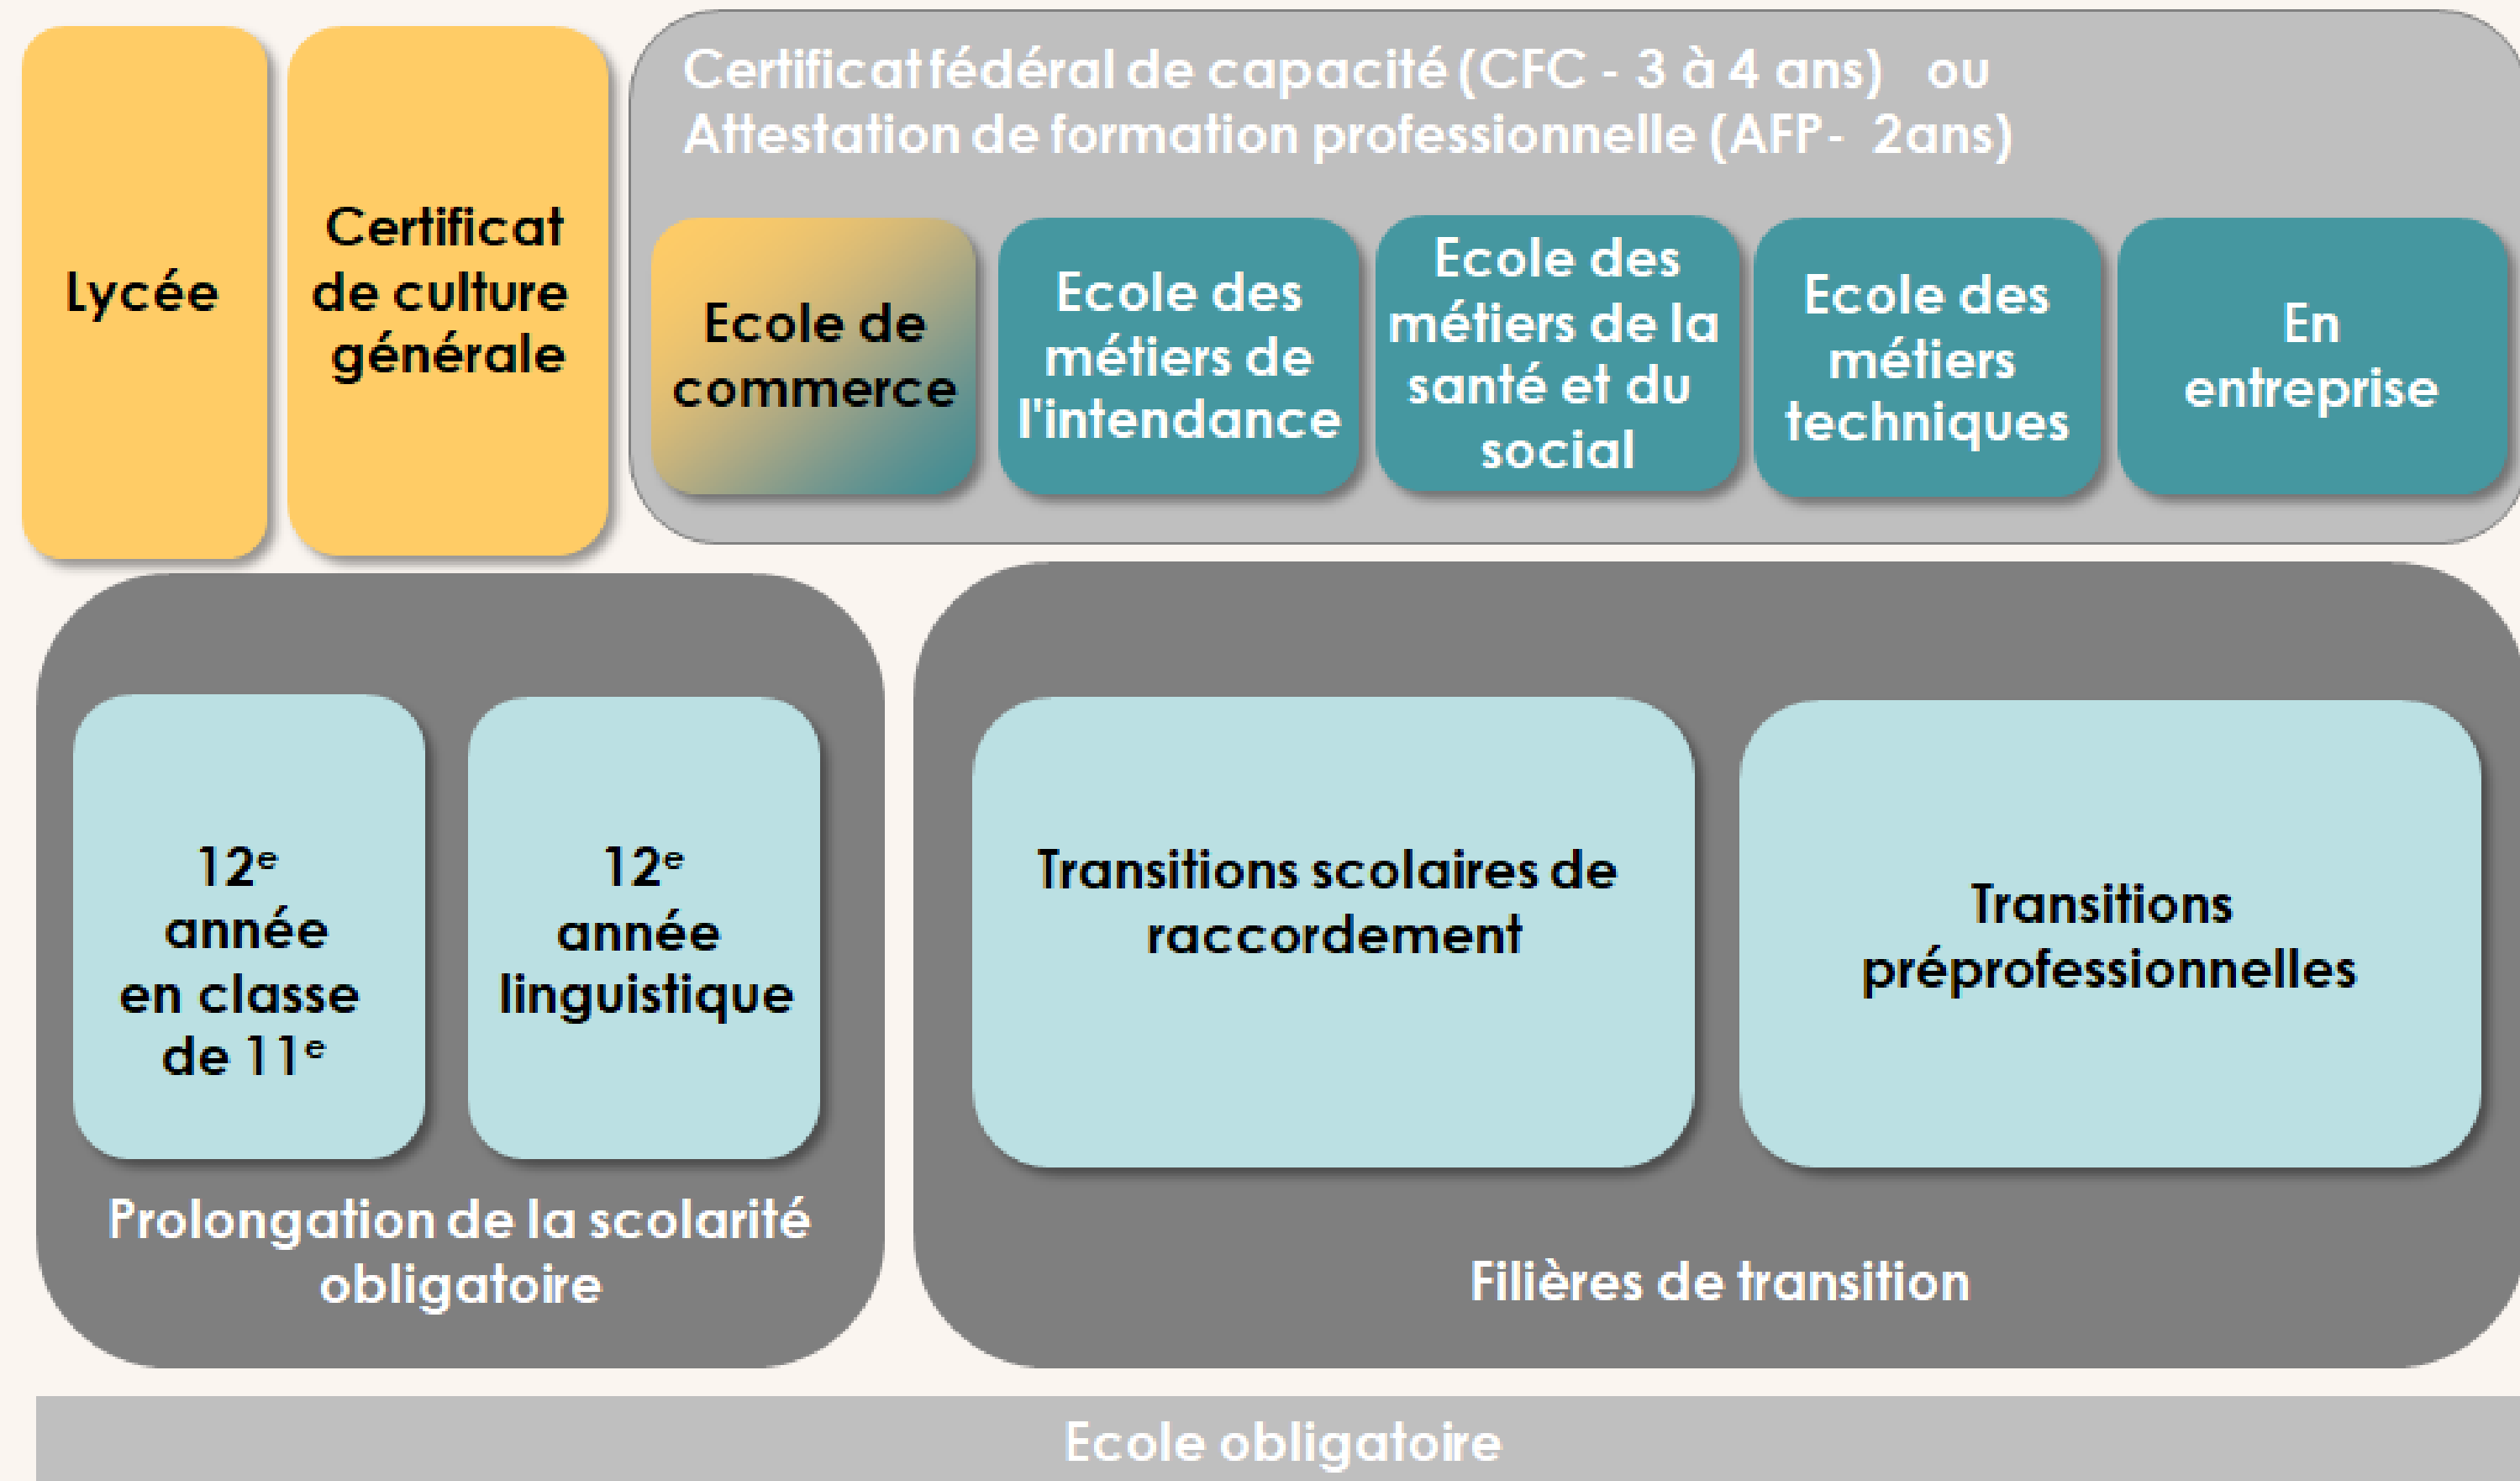 Lycée
Certificat
de culture
générale
Certificat fédéral de capacité (CFC - 3 à 4 ans) ou
Attestation de formation professionnelle (AFP- 2ans)
Ecole de
commerce
Ecole des
métiers de
l'intendance
Ecole des
métiers de la
santé et du
social
Ecole des
métiers
techniques
En
entreprise
12e
année
en classe
de 11e
12e
année
linguistique
Prolongation de la scolarité
obligatoire
Transitions scolaires de
raccordement
Transitions
préprofessionnelles
Filières de transition
Ecole obligatoire